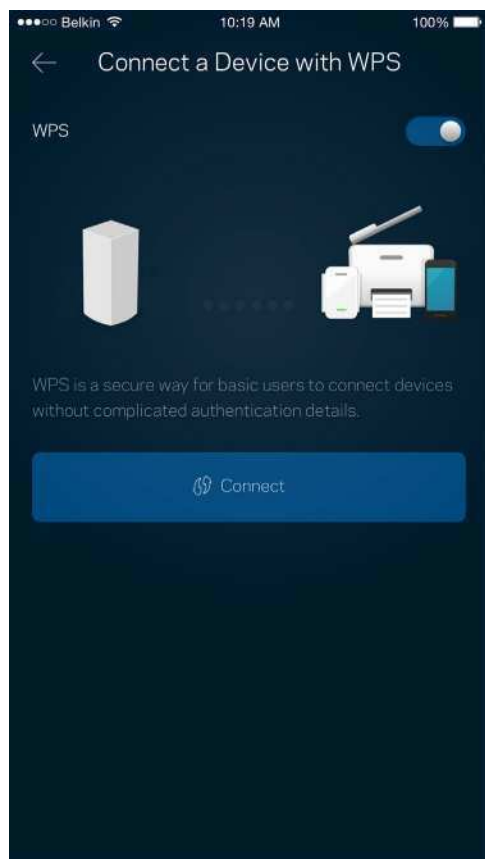 Belkin 10:19 AM 100%
Connect a Device with WPS
WPS
WPS is a secure way for basic users to connect devices
without complicated authentication details.
Connect